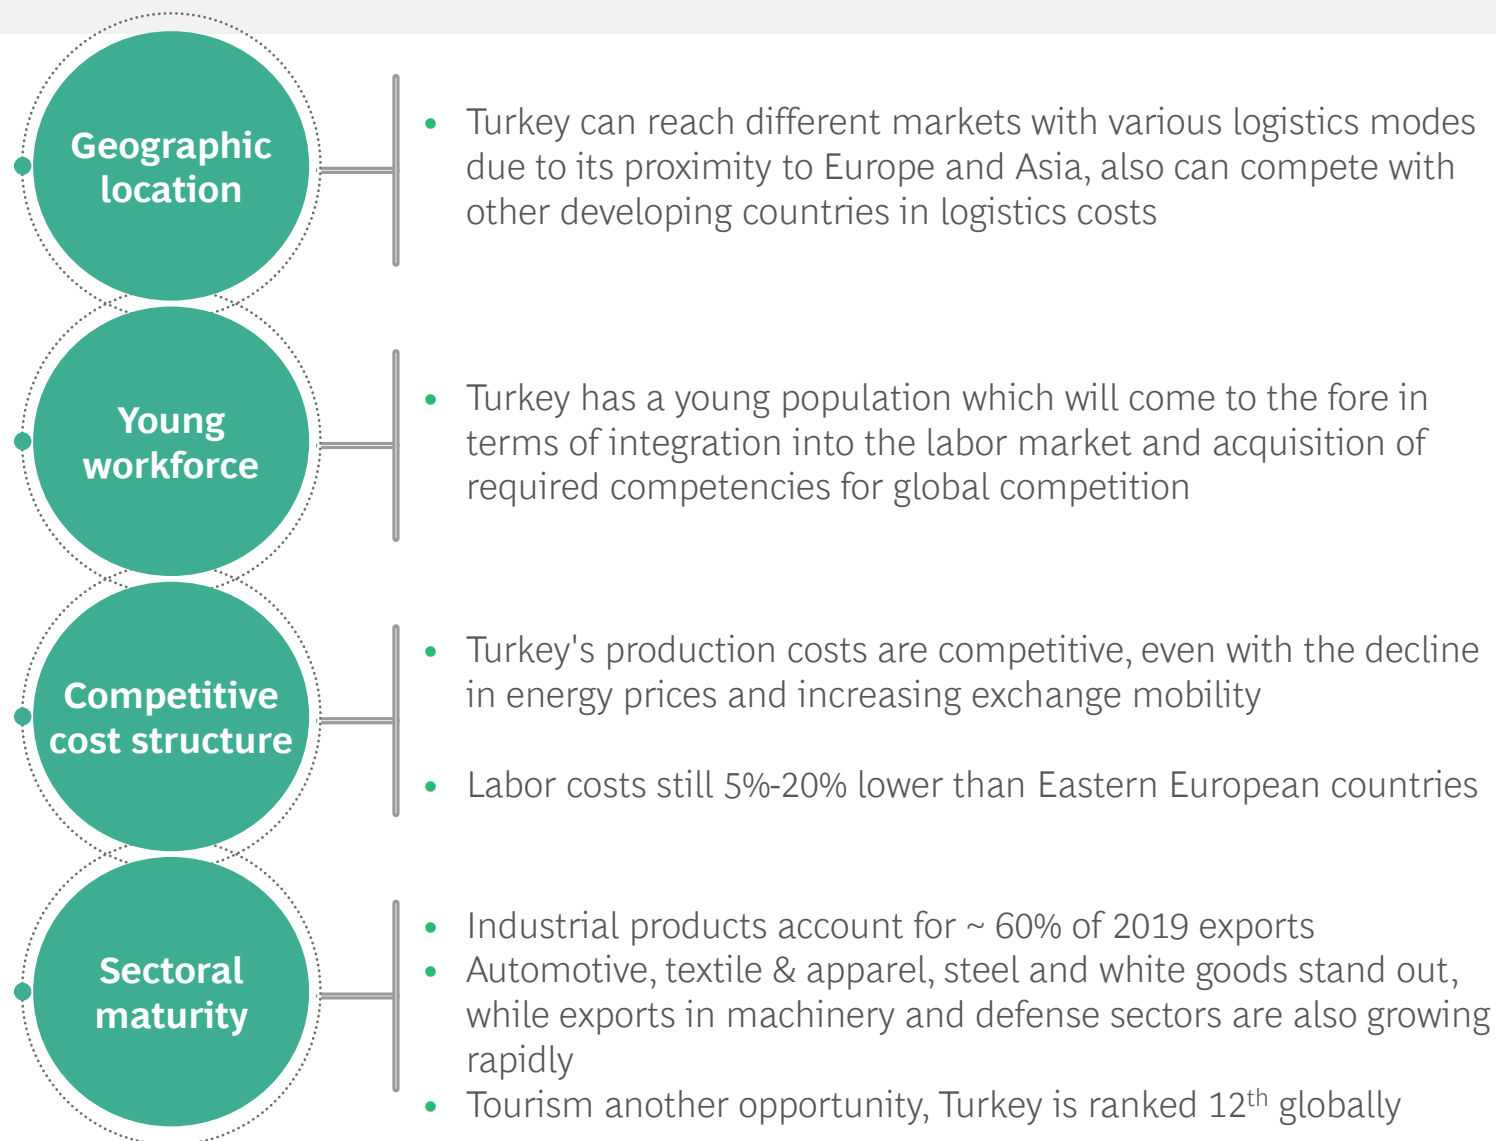 Geographic
location
• Turkey can reach different markets with various logistics modes
due to its proximity to Europe and Asia, also can compete with
other developing countries in logistics costs
Young
workforce
• Turkey has a young population which will come to the fore in
terms of integration into the labor market and acquisition of
required competencies for global competition
Competitive
cost structure
• Turkey's production costs are competitive, even with the decline
in energy prices and increasing exchange mobility
• Labor costs still 5%-20% lower than Eastern European countries
Sectoral
maturity
• Industrial products account for ~ 60% of 2019 exports
• Automotive, textile & apparel, steel and white goods stand out,
while exports in machinery and defense sectors are also growing
rapidly
• Tourism another opportunity, Turkey is ranked 12th globally